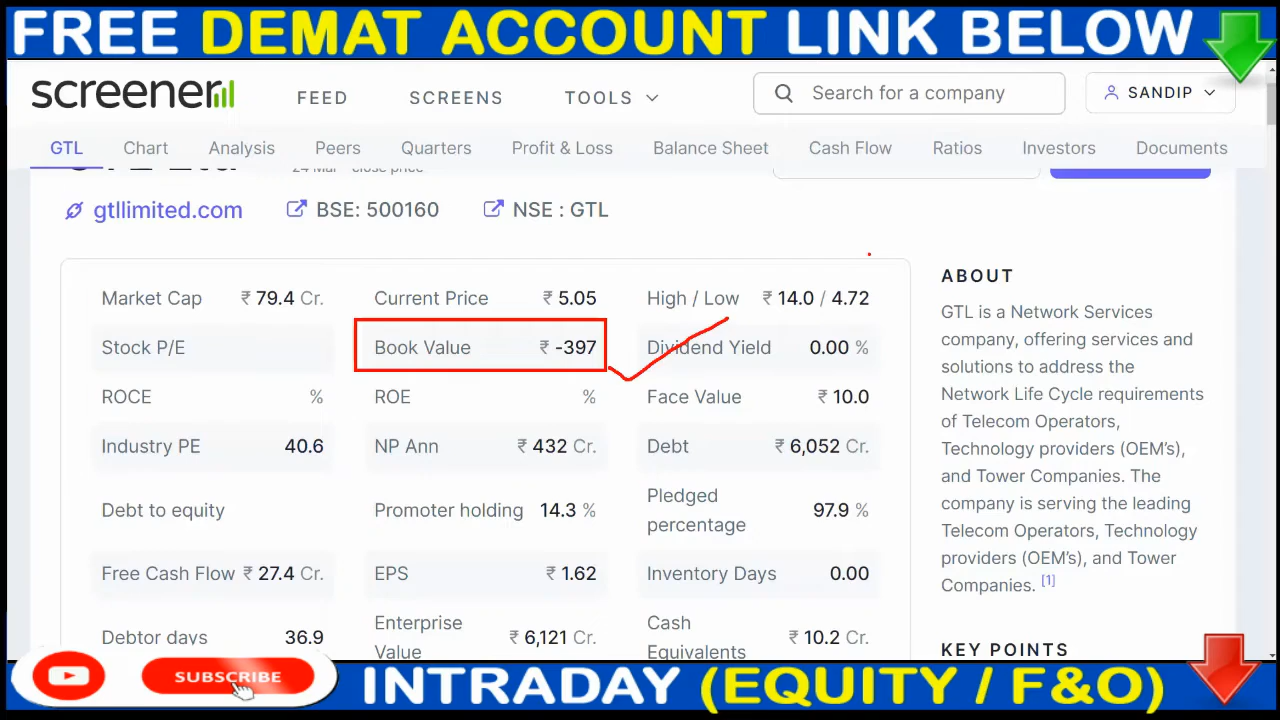 FREE DEMAT ACCOUNT LINK BELOW
screener
FEED SCREENS TOOLS
Search for a company
SANDIP
GTL Chart Analysis Peers Quarters Profit & Loss Balance Sheet Cash Flow Ratios Investors Documents
24 Mar - close price
gtllimited.com BSE: 500160 NSE : GTL
Market Cap ₹ 79.4 Cr. Current Price ₹ 5.05 High / Low ₹ 14.0 / 4.72
Stock P/E Book Value ₹ -397 Dividend Yield 0.00 %
ROCE % ROE % Face Value ₹ 10.0
Industry PE 40.6 NP Ann ₹ 432 Cr. Debt ₹ 6,052 Cr.
Debt to equity Promoter holding 14.3 % Pledged percentage 97.9 %
Free Cash Flow ₹ 27.4 Cr. EPS ₹ 1.62 Inventory Days 0.00
Debtor days 36.9 Enterprise Value ₹ 6,121 Cr. Cash Equivalents ₹ 10.2 Cr.
ABOUT
GTL is a Network Services
company, offering services and
solutions to address the
Network Life Cycle requirements
of Telecom Operators,
Technology providers (OEM's),
and Tower Companies. The
company is serving the leading
Telecom Operators, Technology
providers (OEM's), and Tower
Companies. [1]
KEY POINTS
SUBSCRIBE
INTRADAY (EQUITY / F&O)